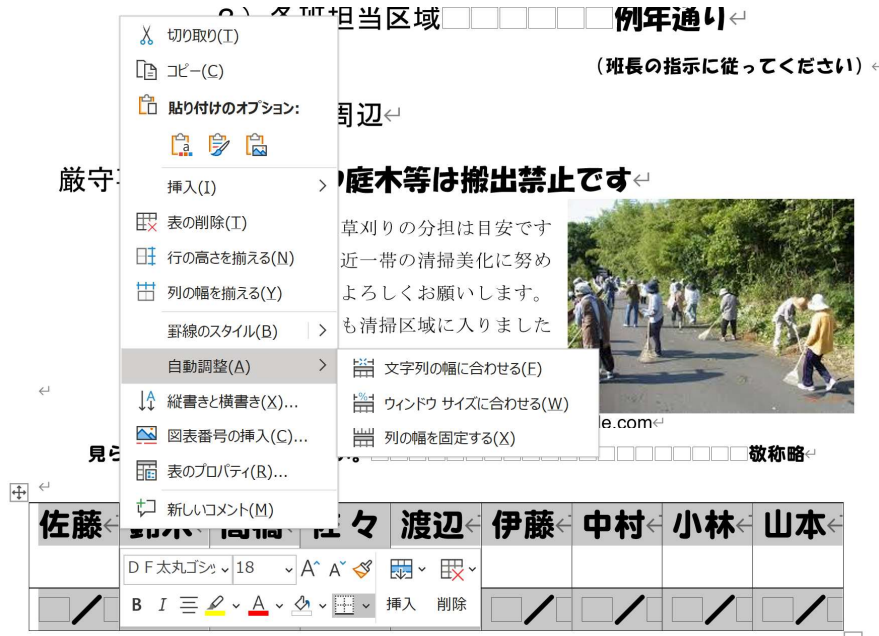 各班担当区域□□□□□□例年通り
（班長の指示に従ってください）
周辺
厳守
庭木等は搬出禁止です
草刈りの分担は目安です
近一帯の清掃美化に努め
よろしくお願いします。
も清掃区域に入りました
le.com
見ら
敬称略
切り取り(T)
コピー(C)
貼り付けのオプション:
挿入(I)
表の削除(T)
行の高さを揃える(N)
列の幅を揃える(Y)
罫線のスタイル(B)
自動調整(A)
縦書きと横書き(X)...
図表番号の挿入(C)...
表のプロパティ(R)...
新しいコメント(M)
文字列の幅に合わせる(F)
ウィンドウ サイズに合わせる(W)
列の幅を固定する(X)
佐藤 鈴木 高橋 佐々 渡辺 伊藤 中村 小林 山本
ＤＦ太丸ゴシッ 18 A^ A˅
B I A 挿入 削除
□／□ □／□ □／□ □／□ □／□